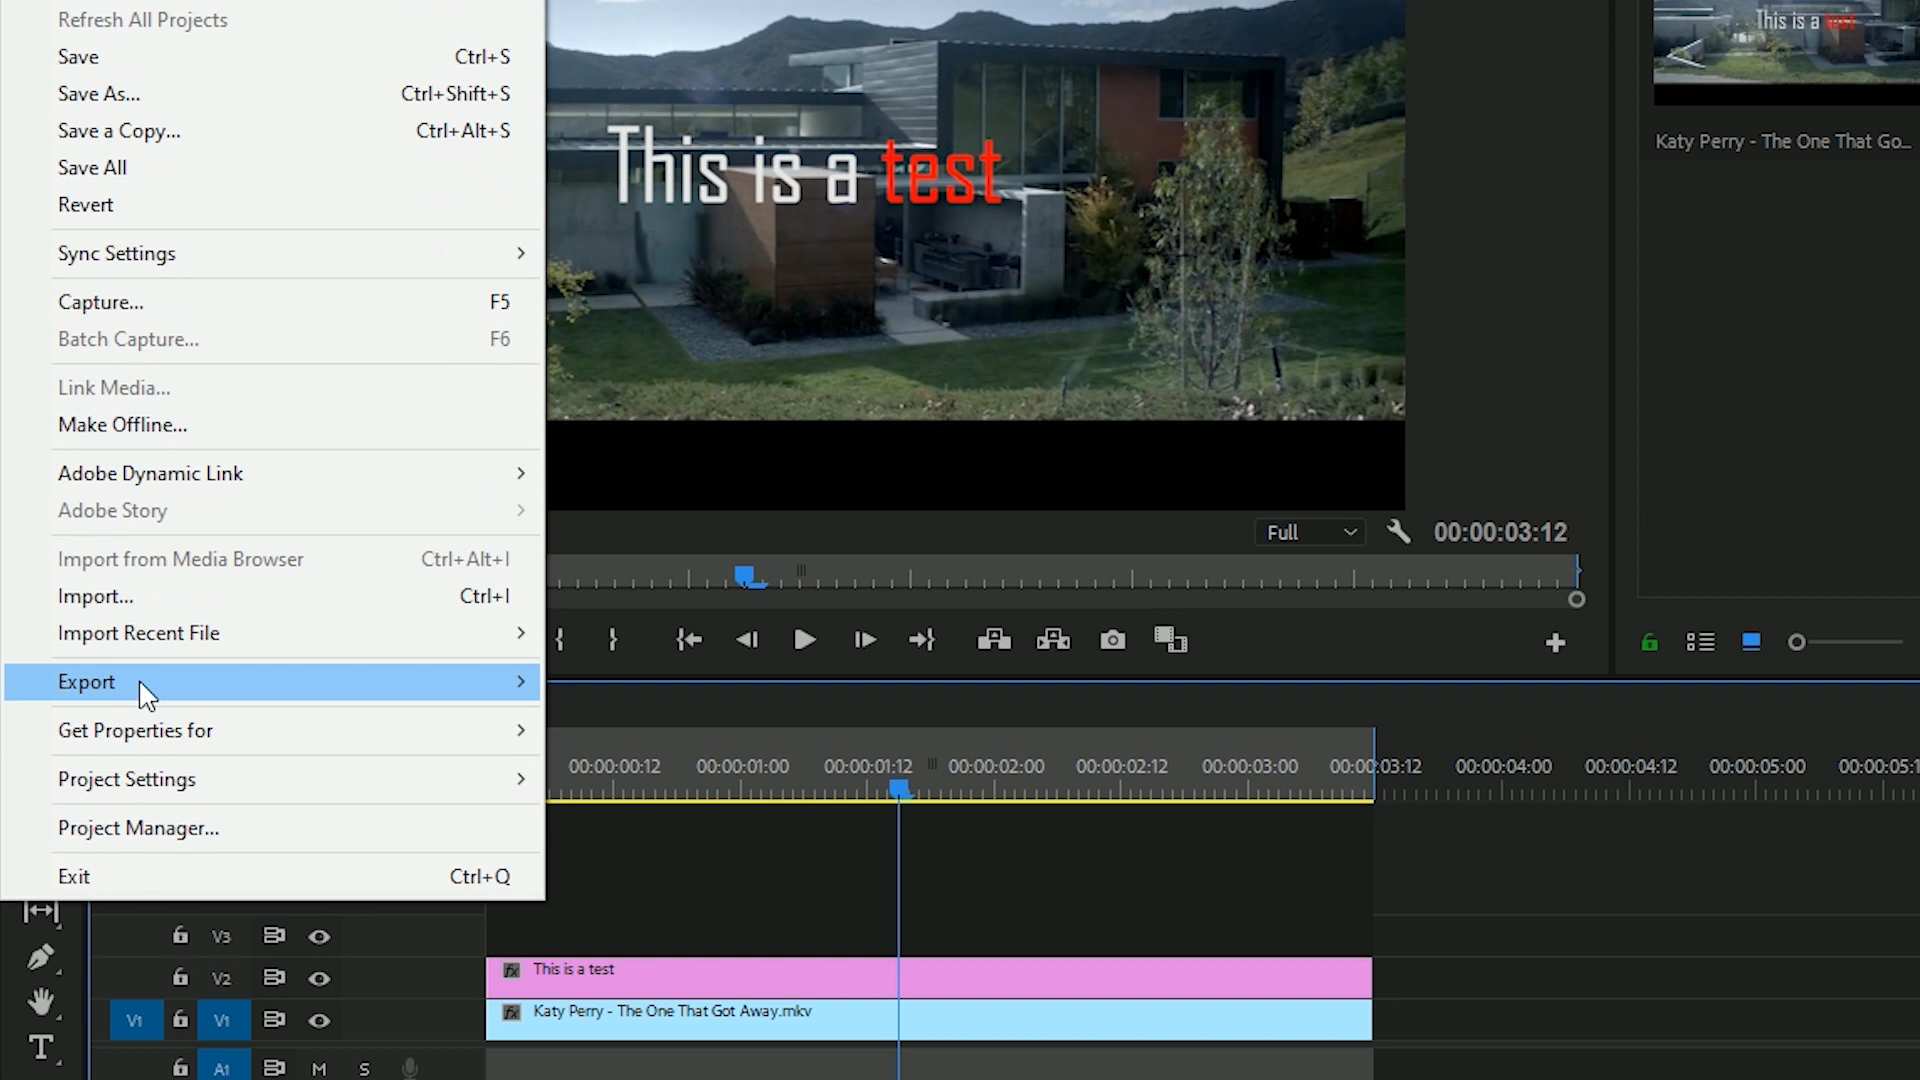 Refresh All Projects
Save Ctrl+S
Save As... Ctrl+Shift+S
Save a Copy... Ctrl+Alt+S
Save All
Revert
Sync Settings
Capture... F5
Batch Capture... F6
Link Media...
Make Offline...
Adobe Dynamic Link
Adobe Story
Import from Media Browser Ctrl+Alt+I
Import... Ctrl+I
Import Recent File
Export
Get Properties for
Project Settings
Project Manager...
Exit Ctrl+Q
This is a test
This is a test
Katy Perry - The One That Go...
Full
00:00:03:12
00:00:00:12 00:00:01:00 00:00:01:12 00:00:02:00 00:00:02:12 00:00:03:00 00:00:03:12 00:00:04:00 00:00:04:12 00:00:05:00 00:00:05:1
V3
V2 This is a test
V1 V1 Katy Perry - The One That Got Away.mkv
A1 M S